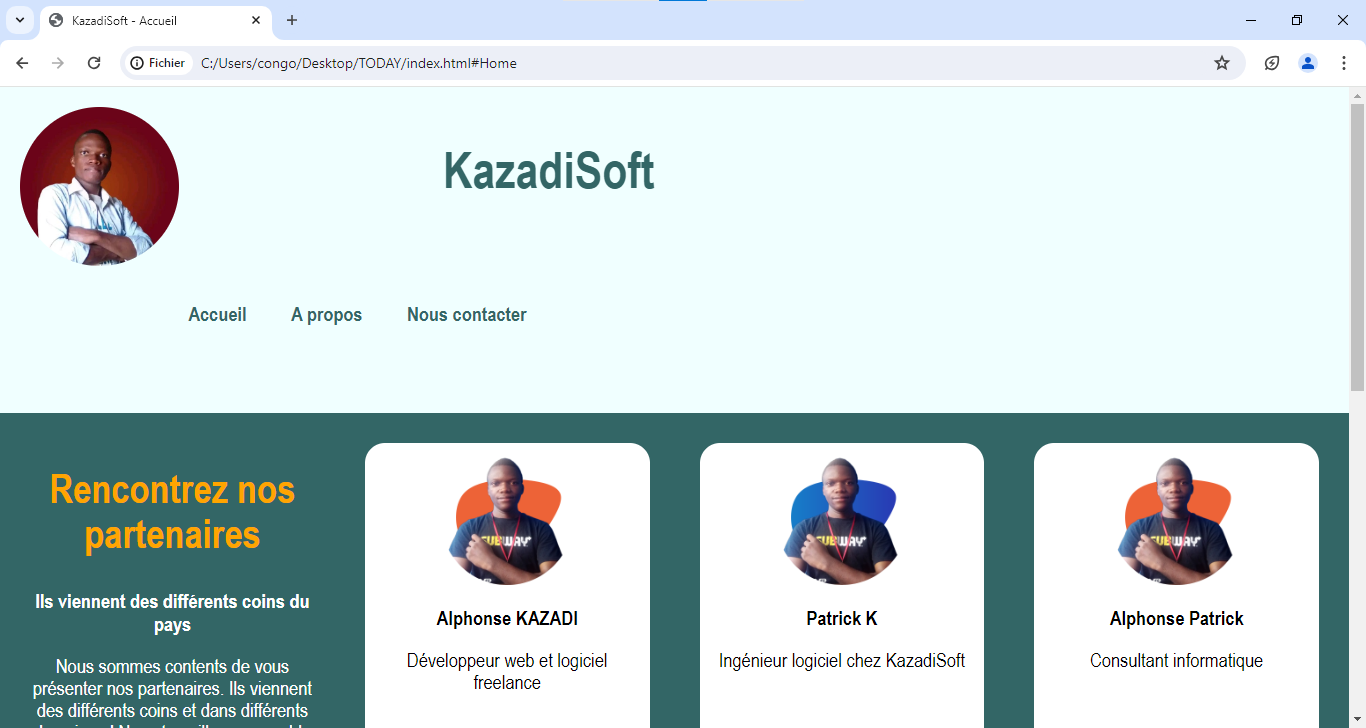 KazadiSoft - Accueil
Fichier
C:/Users/congo/Desktop/TODAY/index.html#Home
KazadiSoft
Accueil
A propos
Nous contacter
Rencontrez nos
partenaires
Ils viennent des différents coins du
pays
Nous sommes contents de vous
présenter nos partenaires. Ils viennent
des différents coins et dans différents
SUBWAY
Alphonse KAZADI
Développeur web et logiciel
freelance
SUBWAY
Patrick K
Ingénieur logiciel chez KazadiSoft
SUBWAY
Alphonse Patrick
Consultant informatique